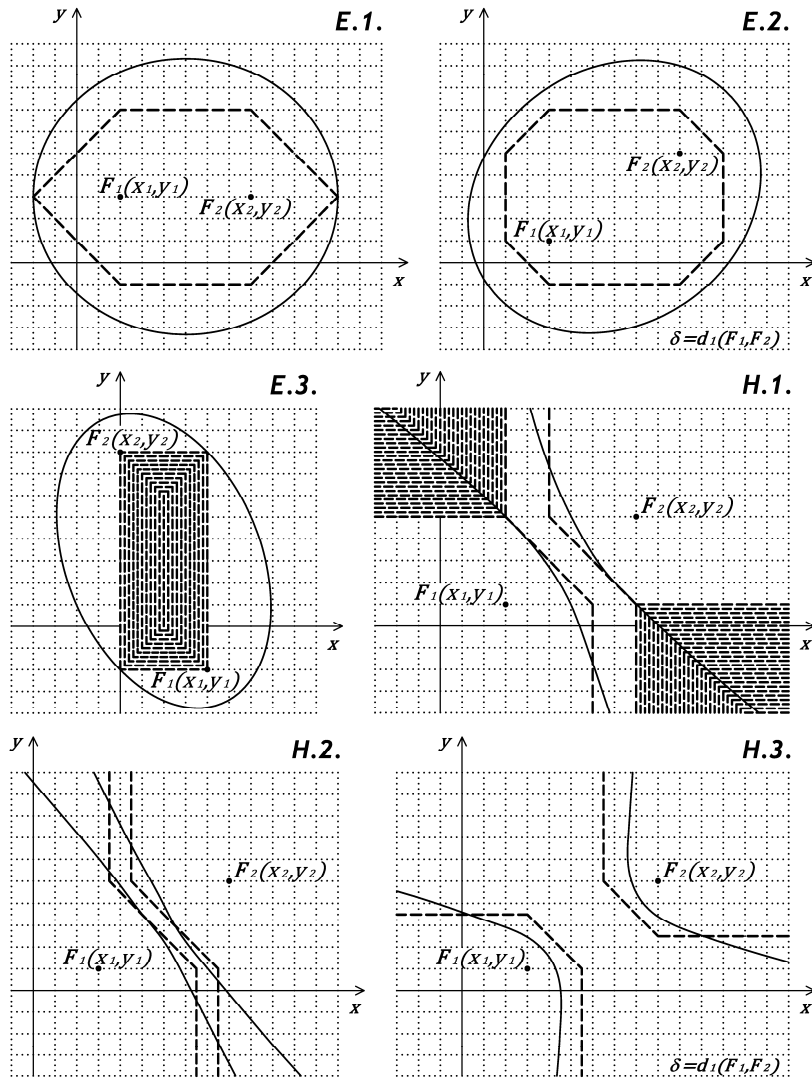 y E.1.
F₁(x₁,y₁)
F₂(x₂,y₂)
x
y E.2.
F₂(x₂,y₂)
F₁(x₁,y₁)
x
δ=d₁(F₁,F₂)
y E.3.
F₂(x₂,y₂)
x
F₁(x₁,y₁)
y H.1.
F₂(x₂,y₂)
F₁(x₁,y₁)
x
y H.2.
F₂(x₂,y₂)
F₁(x₁,y₁)
x
y H.3.
F₂(x₂,y₂)
F₁(x₁,y₁)
x
δ=d₁(F₁,F₂)